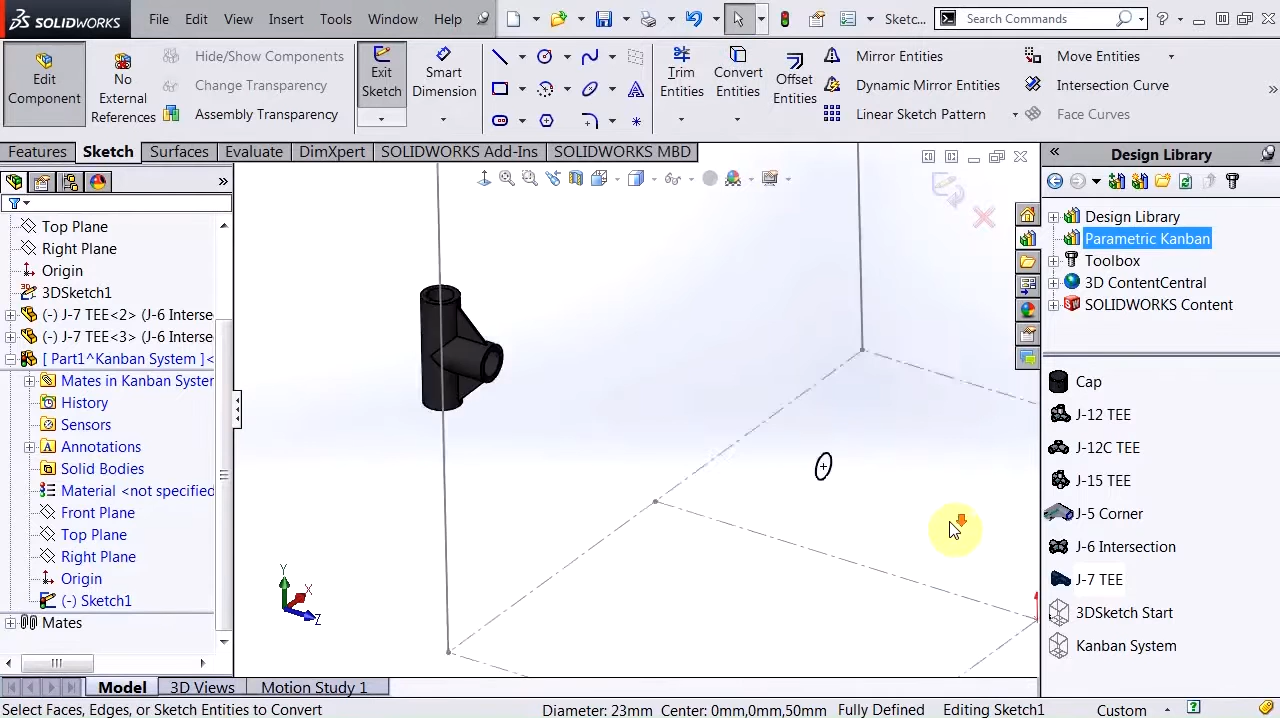 SOLIDWORKS
File Edit View Insert Tools Window Help
Sketc...
Search Commands
Edit Component
No External References
Hide/Show Components
Change Transparency
Assembly Transparency
Exit Sketch
Smart Dimension
Trim Entities
Convert Entities
Offset Entities
Mirror Entities
Dynamic Mirror Entities
Linear Sketch Pattern
Move Entities
Intersection Curve
Face Curves
Features Sketch Surfaces Evaluate DimXpert SOLIDWORKS Add-Ins SOLIDWORKS MBD
Top Plane
Right Plane
Origin
3DSketch1
(-) J-7 TEE<2> (J-6 Interse
(-) J-7 TEE<3> (J-6 Interse
[ Part1^Kanban System ]<
Mates in Kanban System
History
Sensors
Annotations
Solid Bodies
Material <not specified
Front Plane
Top Plane
Right Plane
Origin
(-) Sketch1
Mates
Y
X
Z
Design Library
Design Library
Parametric Kanban
Toolbox
3D ContentCentral
SOLIDWORKS Content
Cap
J-12 TEE
J-12C TEE
J-15 TEE
J-5 Corner
J-6 Intersection
J-7 TEE
3DSketch Start
Kanban System
Model 3D Views Motion Study 1
Select Faces, Edges, or Sketch Entities to Convert
Diameter: 23mm Center: 0mm,0mm,50mm Fully Defined Editing Sketch1 Custom